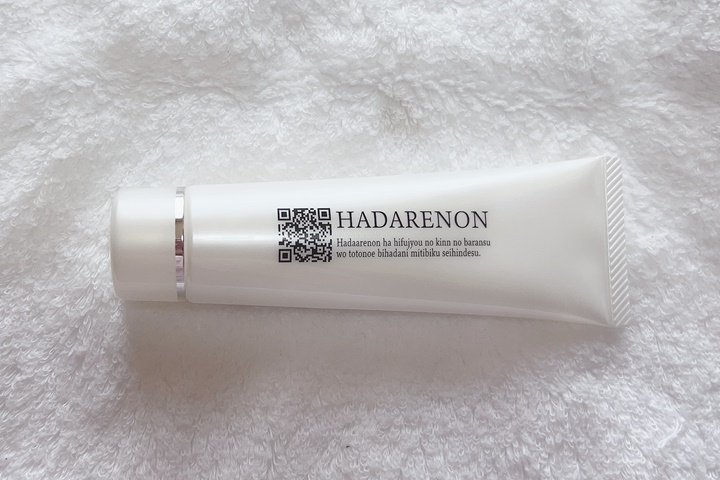 HADARENON
Hadaarenon ha hifujyou no kinn no baransu
wo totonoe bihadani mitibiku seihindesu.